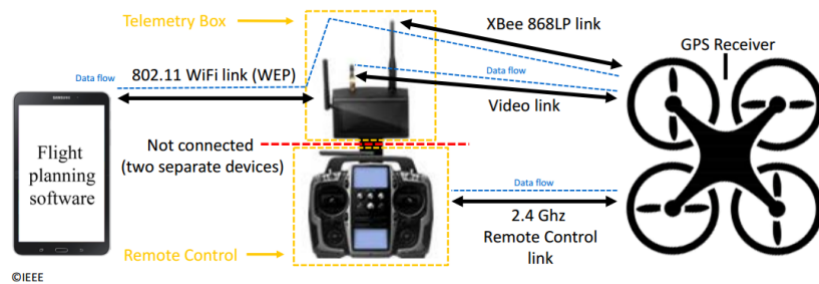 Telemetry Box
XBee 868LP link
GPS Receiver
Data flow
802.11 WiFi link (WEP)
Data flow
Video link
SAMSUNG
Flight
planning
software
Not connected
(two separate devices)
Data flow
2.4 Ghz
Remote Control
link
Remote Control
©IEEE